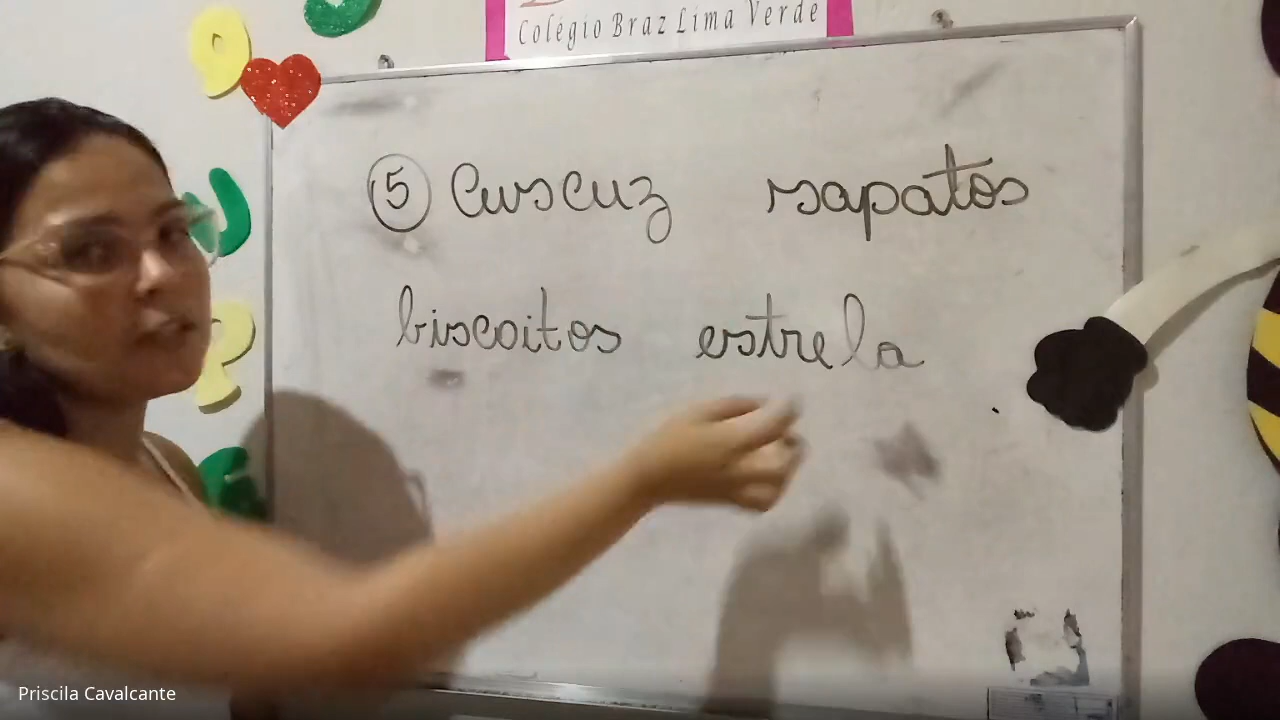 Colégio Braz Lima Verde
5 Cuscuz sapatos
biscoitos estrela
Priscila Cavalcante